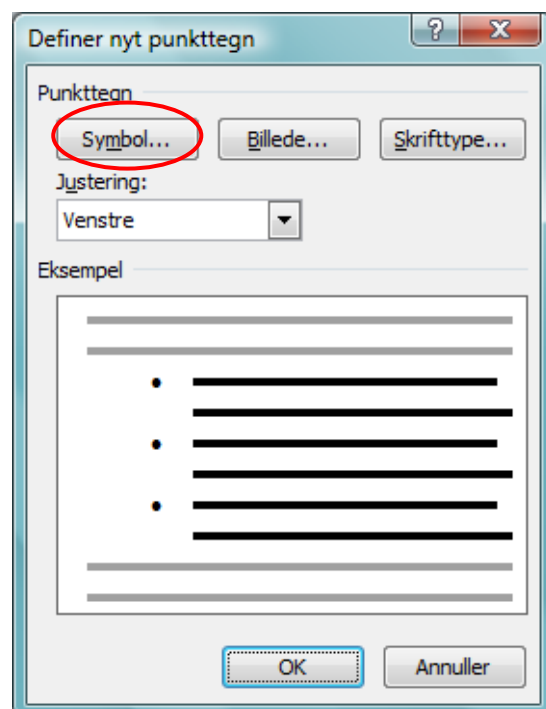 Definer nyt punkttegn
Punkttegn
Symbol... Billede... Skrifttype...
Justering:
Venstre
Eksempel
OK Annuller